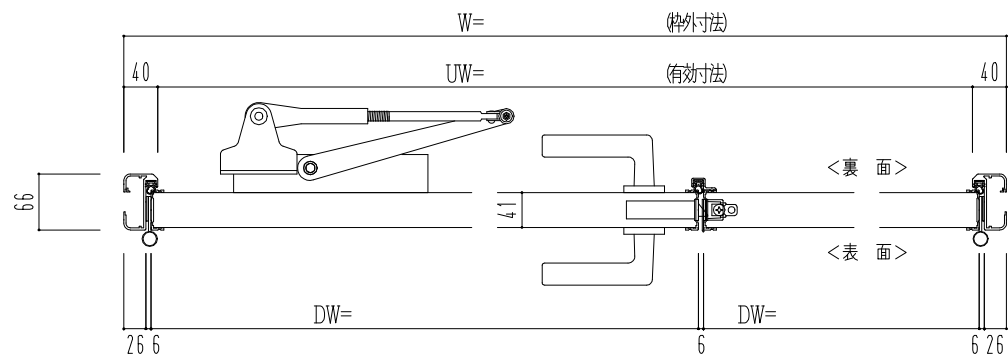 W= (枠外寸法)
40 UW= (有効寸法) 40
<裏 面>
66
41
<表 面>
DW= DW=
26 6 6 6 26